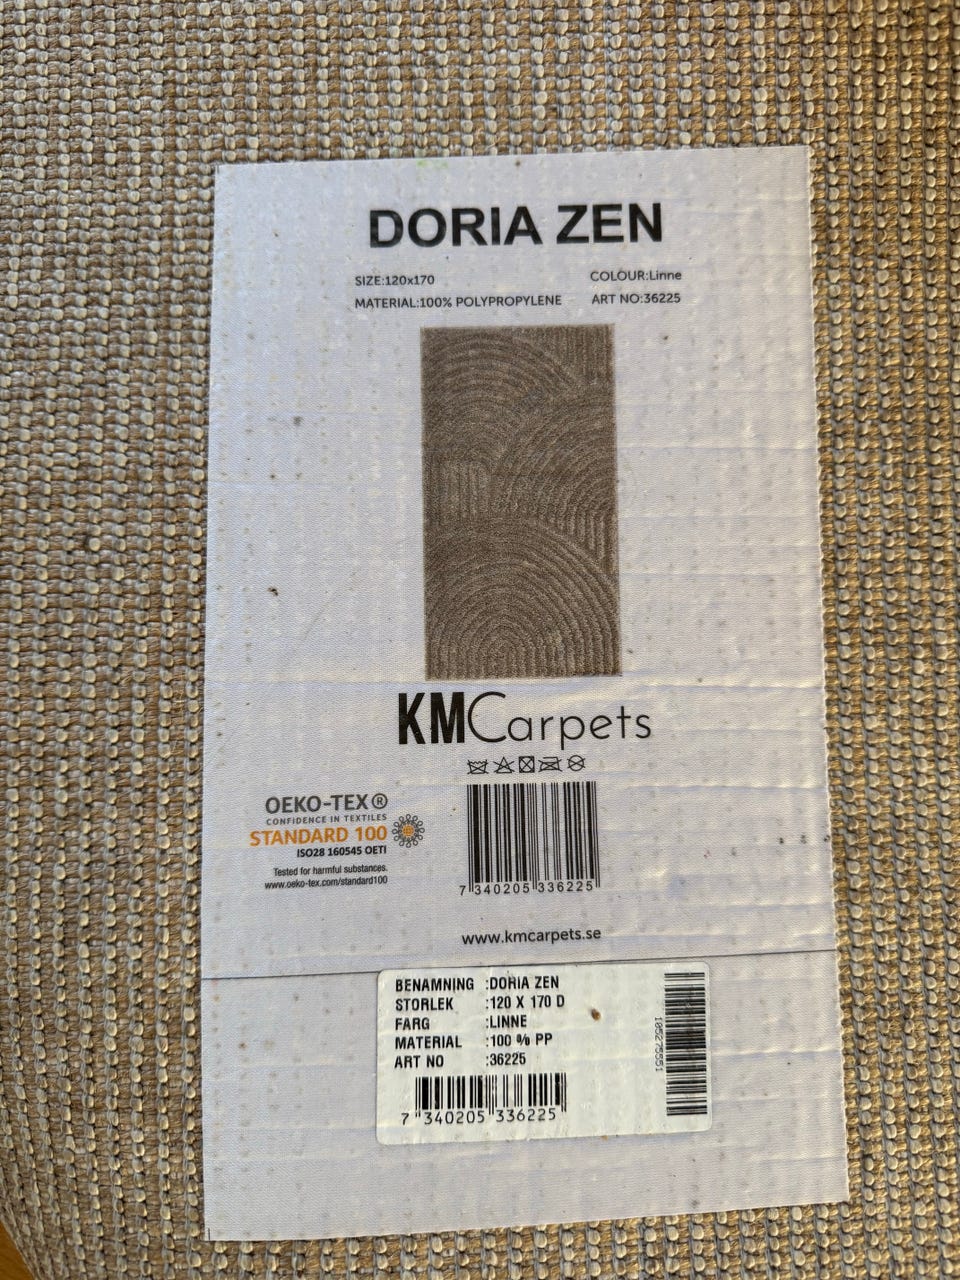 DORIA ZEN
SIZE:120x170 COLOUR:Linne
MATERIAL:100% POLYPROPYLENE ART NO:36225
KMCarpets
OEKO-TEX®
CONFIDENCE IN TEXTILES
STANDARD 100
ISO28 160545 OETI
Tested for harmful substances.
www.oeko-tex.com/standard100
7 340205 336225
www.kmcarpets.se
BENAMNING :DORIA ZEN
STORLEK :120 X 170 D
FARG :LINNE
MATERIAL :100 % PP
ART NO :36225
7 340205 336225
105276551